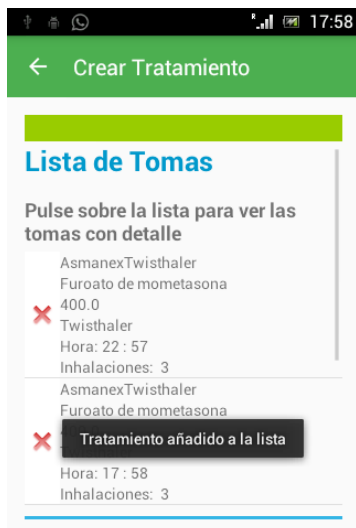 R 17:58
Crear Tratamiento
Lista de Tomas
Pulse sobre la lista para ver las
tomas con detalle
AsmanexTwisthaler
Furoato de mometasona
400.0
Twisthaler
Hora: 22 : 57
Inhalaciones: 3
AsmanexTwisthaler
Furoato de mometasona
Tratamiento añadido a la lista
Hora: 17 : 58
Inhalaciones: 3